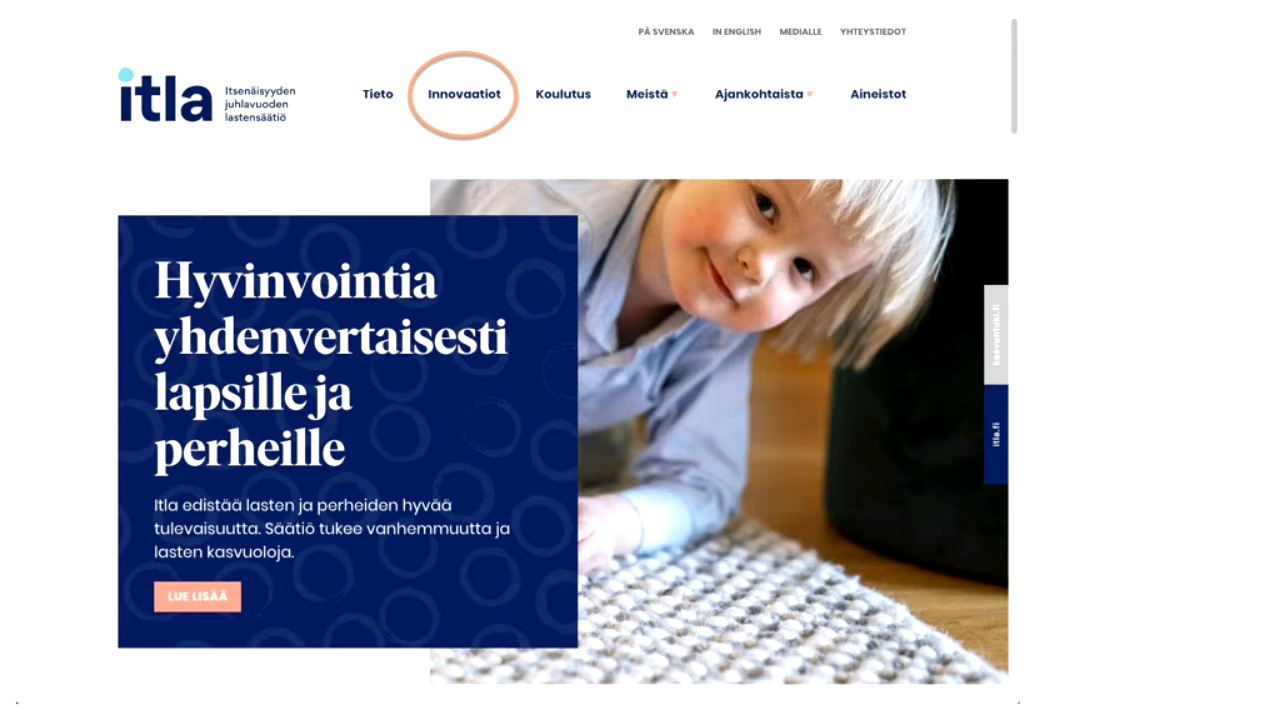 PÅ SVENSKA IN ENGLISH MEDIALLE YHTEYSTIEDOT
itla
Itsenäisyyden
juhlavuoden
lastensäätiö
Tieto Innovaatiot Koulutus Meistä Ajankohtaista Aineistot
Hyvinvointia
yhdenvertaisesti
lapsille ja
perheille
Itla edistää lasten ja perheiden hyvää
tulevaisuutta. Säätiö tukee vanhemmuutta ja
lasten kasvuoloja.
LUE LISÄÄ
kasvuntuki.fi
itla.fi